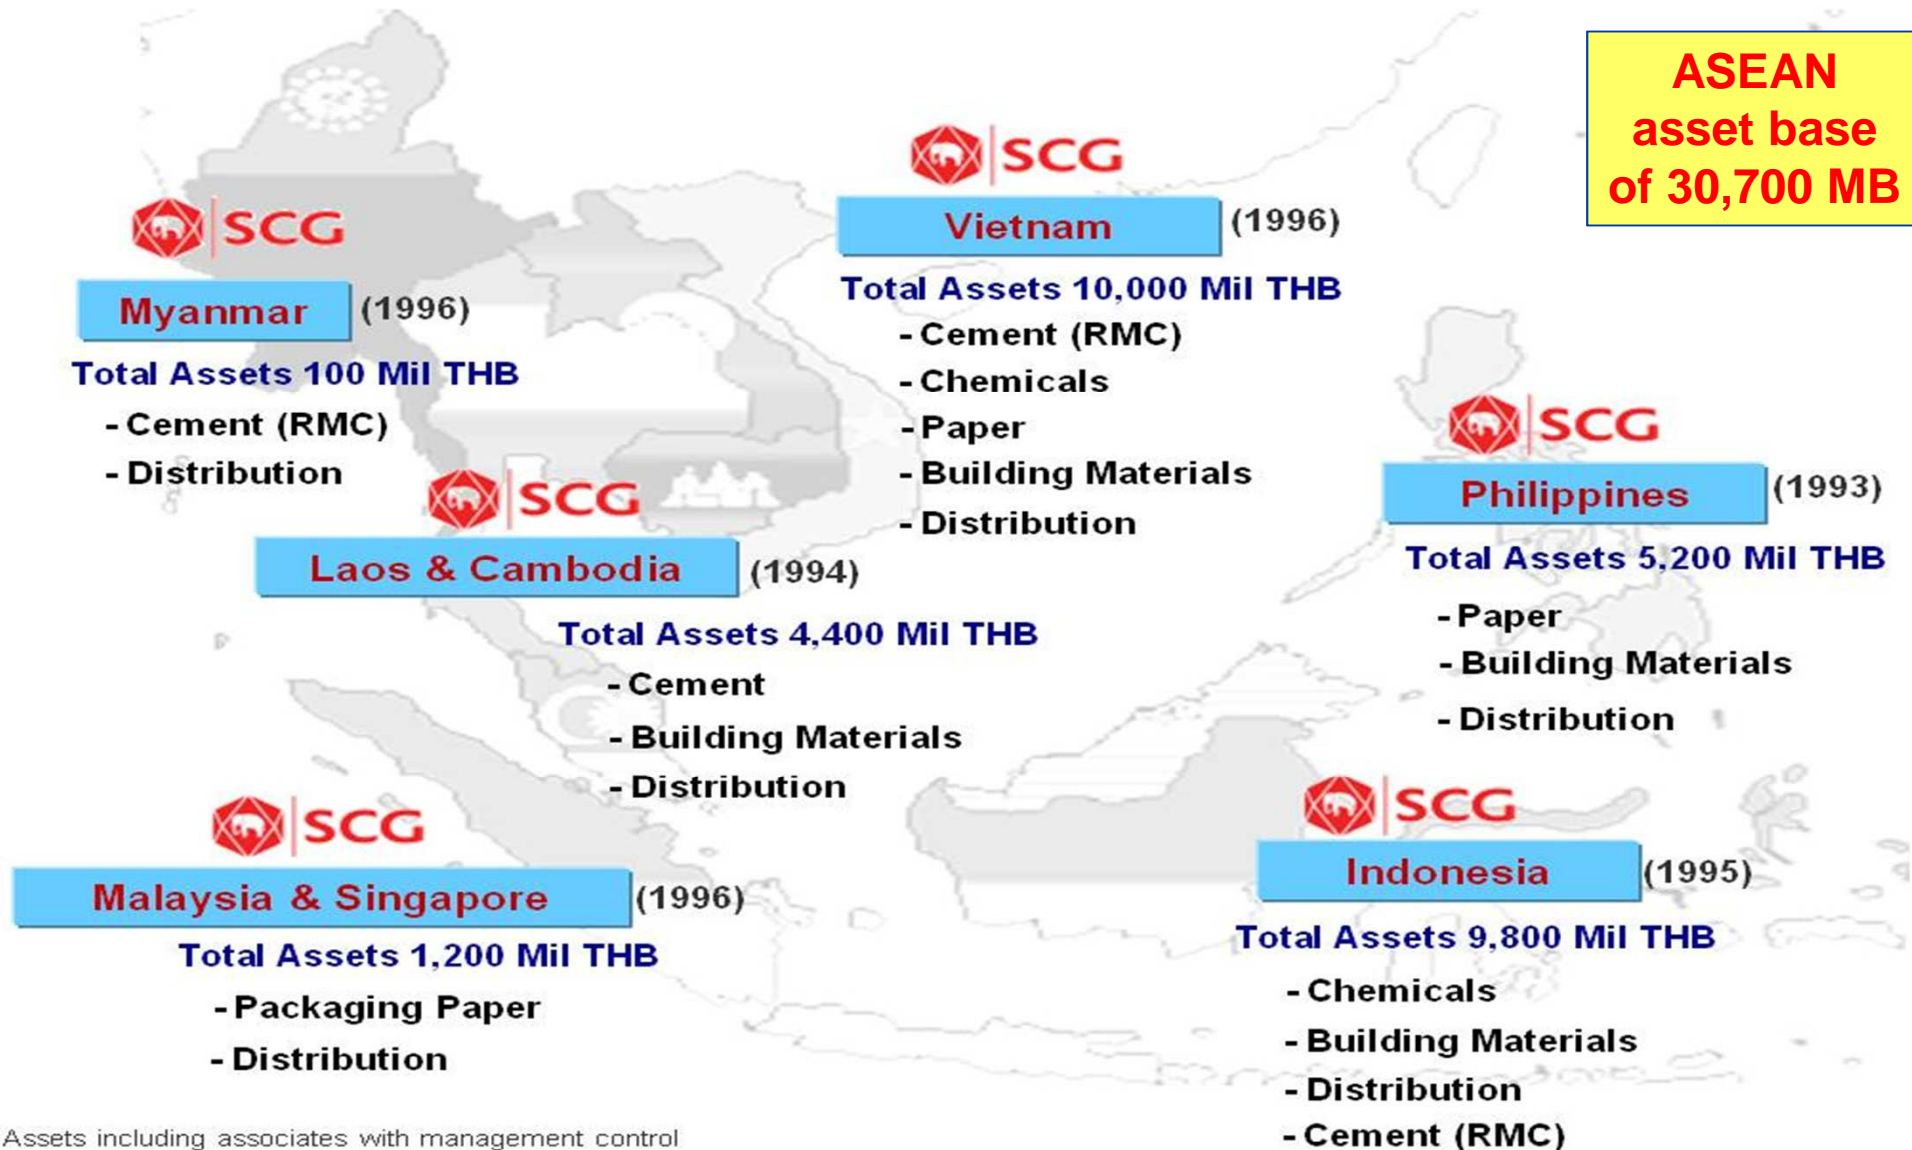 ASEAN
asset base
of 30,700 MB
SCG
Vietnam (1996)
Total Assets 10,000 Mil THB
- Cement (RMC)
- Chemicals
- Paper
- Building Materials
- Distribution
SCG
Myanmar (1996)
Total Assets 100 Mil THB
- Cement (RMC)
- Distribution
SCG
Philippines (1993)
Total Assets 5,200 Mil THB
- Paper
- Building Materials
- Distribution
SCG
Laos & Cambodia (1994)
Total Assets 4,400 Mil THB
- Cement
- Building Materials
- Distribution
SCG
Malaysia & Singapore (1996)
Total Assets 1,200 Mil THB
- Packaging Paper
- Distribution
SCG
Indonesia (1995)
Total Assets 9,800 Mil THB
- Chemicals
- Building Materials
- Distribution
- Cement (RMC)
Assets including associates with management control